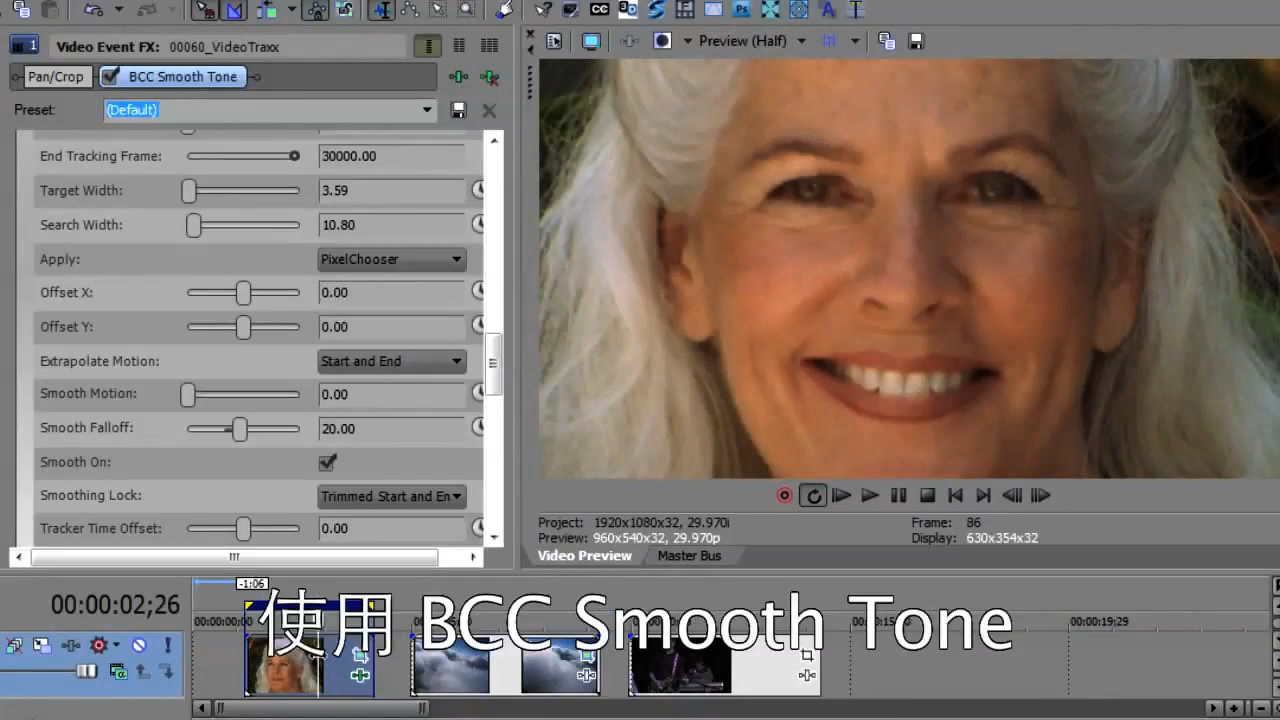 CC
Ps
1 Video Event FX: 00060_VideoTraxx
Pan/Crop BCC Smooth Tone
Preset: (Default)
End Tracking Frame: 30000.00
Target Width: 3.59
Search Width: 10.80
Apply: PixelChooser
Offset X: 0.00
Offset Y: 0.00
Extrapolate Motion: Start and End
Smooth Motion: 0.00
Smooth Falloff: 20.00
Smooth On:
Smoothing Lock: Trimmed Start and En
Tracker Time Offset: 0.00
Preview (Half)
Project: 1920x1080x32, 29.970i
Preview: 960x540x32, 29.970p
Frame: 86
Display: 630x354x32
Video Preview Master Bus
-1:06
00:00:02;26
00:00:00;00
00:00:19;29
使用 BCC Smooth Tone